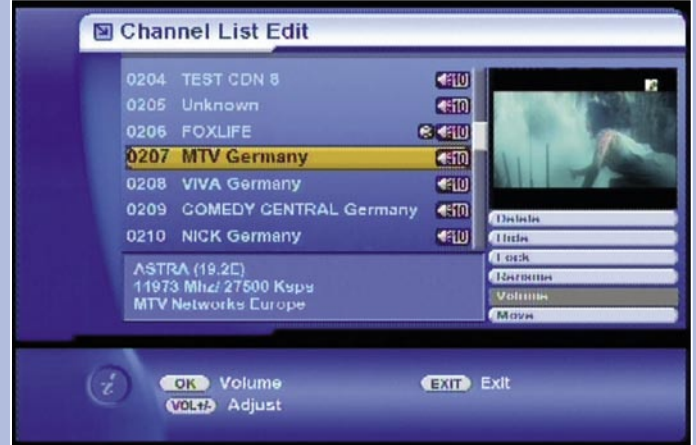 Channel List Edit
0204 TEST CDN 8
0205 Unknown
0206 FOXLIFE
0207 MTV Germany
0208 VIVA Germany
0209 COMEDY CENTRAL Germany
0210 NICK Germany
ASTRA (19.2E)
11973 Mhz/ 27500 Ksps
MTV Networks Europe
Delete
Hide
Lock
Rename
Volume
Move
OK Volume
EXIT Exit
VOL+/- Adjust